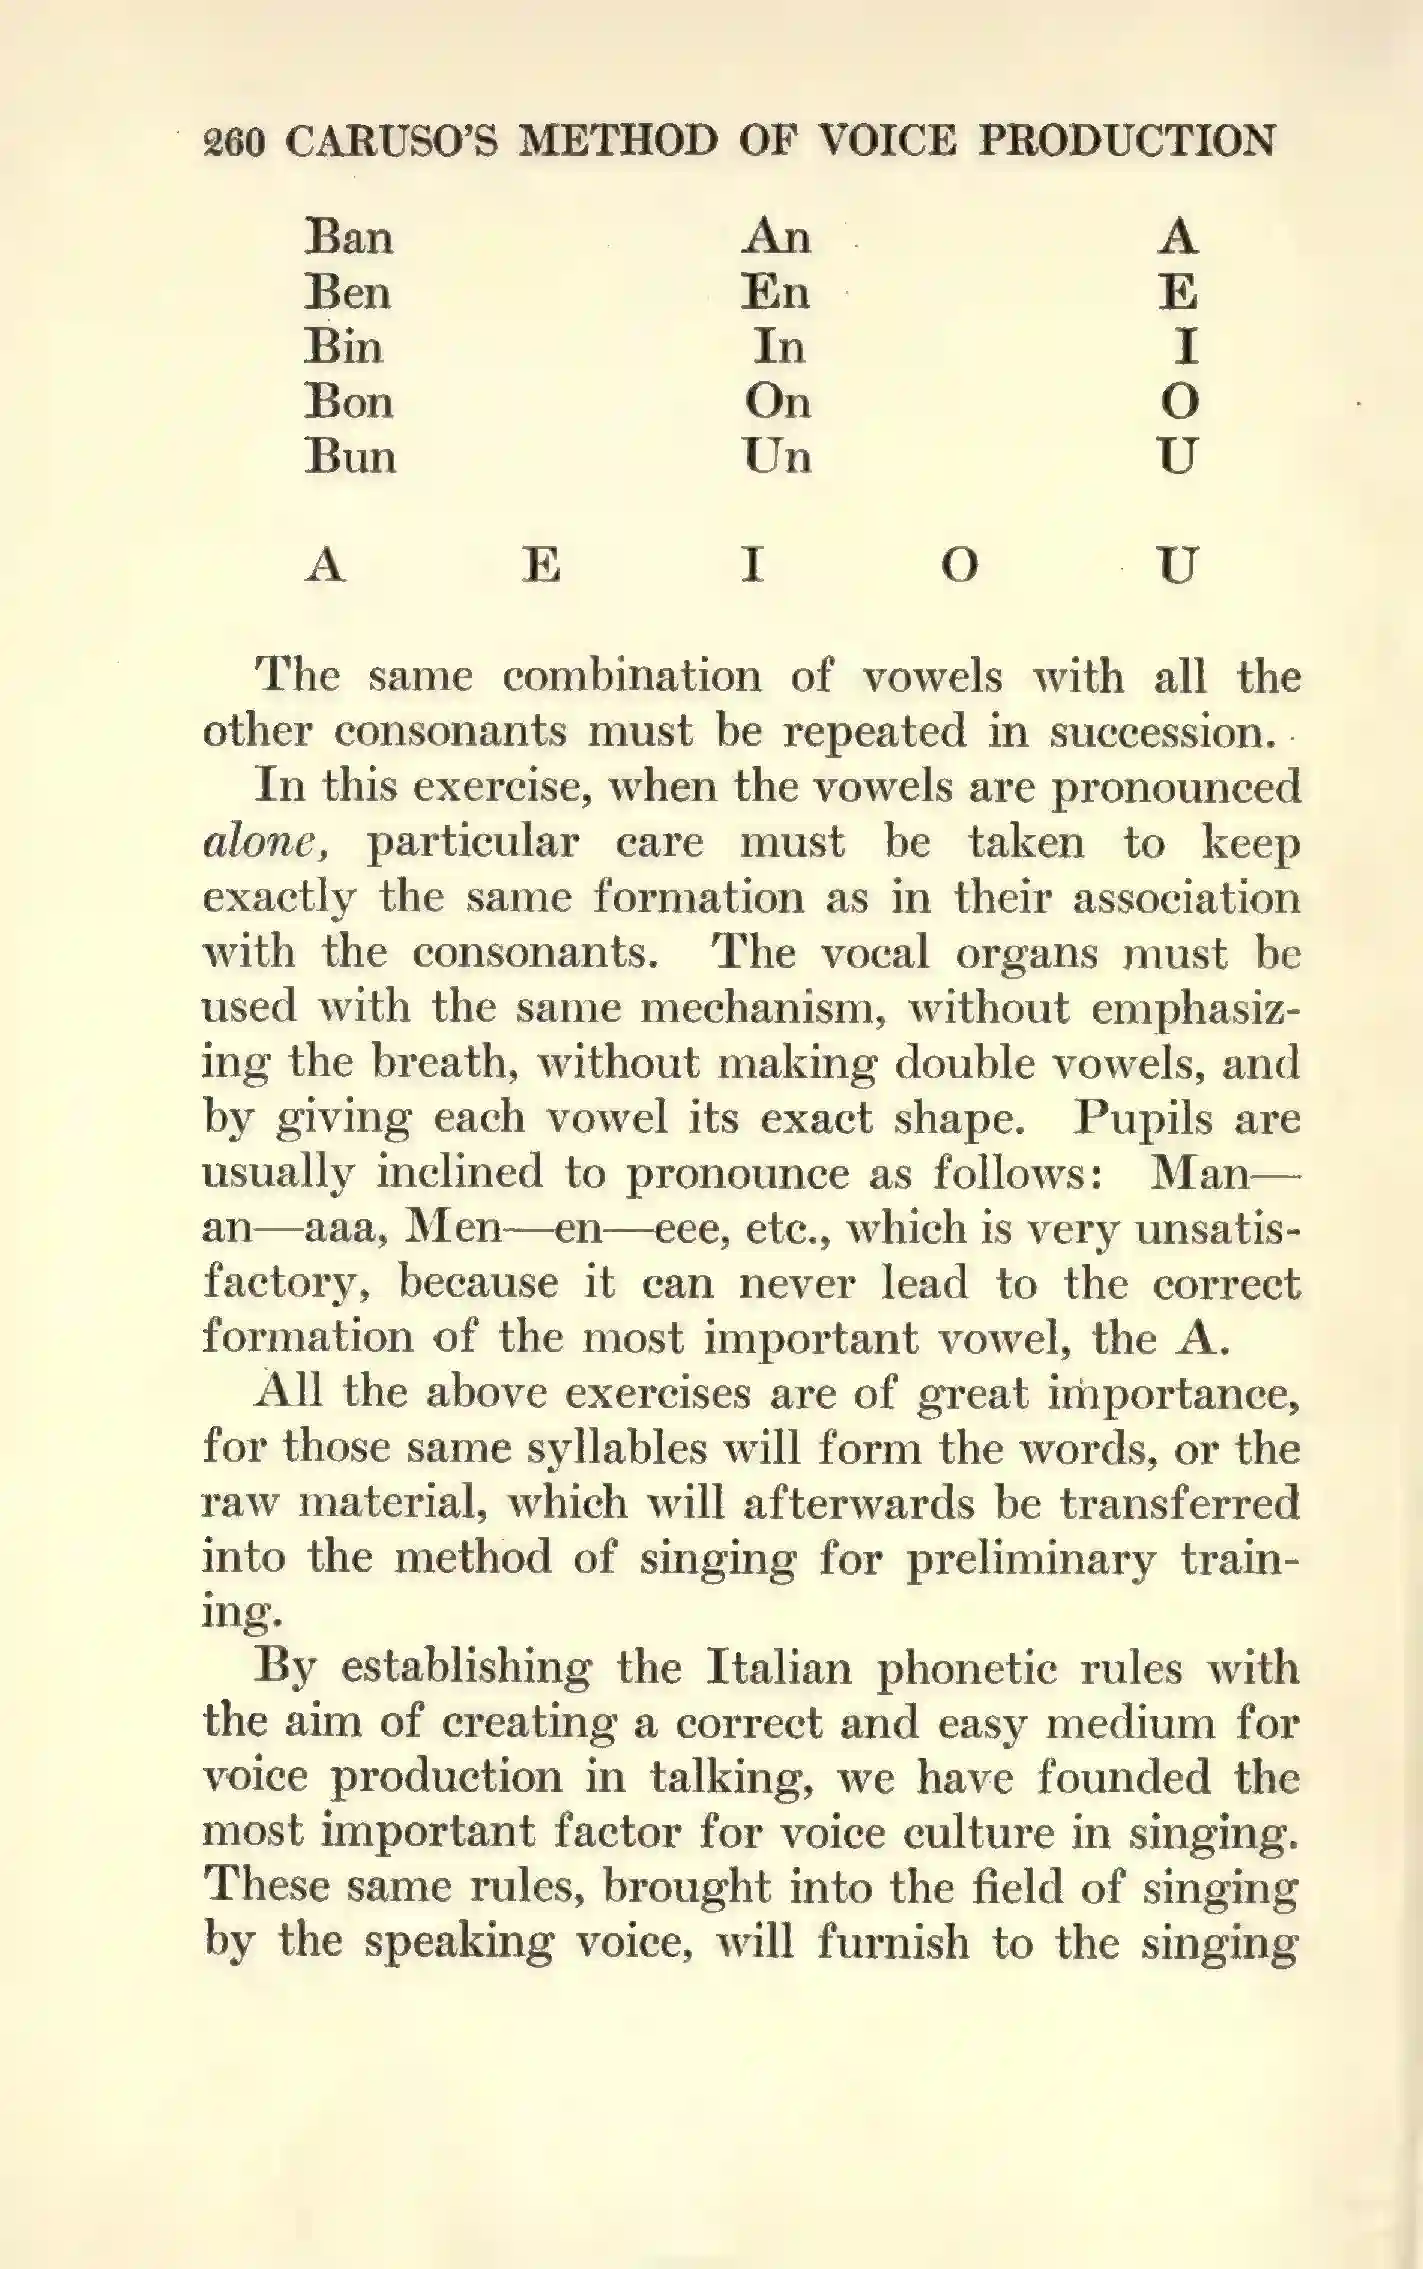 260 CARUSO'S METHOD OF VOICE PRODUCTION
Ban An A
Ben En E
Bin In I
Bon On O
Bun Un U
A E I O U
The same combination of vowels with all the
other consonants must be repeated in succession.
In this exercise, when the vowels are pronounced
alone, particular care must be taken to keep
exactly the same formation as in their association
with the consonants. The vocal organs must be
used with the same mechanism, without emphasiz-
ing the breath, without making double vowels, and
by giving each vowel its exact shape. Pupils are
usually inclined to pronounce as follows: Man—
an—aaa, Men—en—eee, etc., which is very unsatis-
factory, because it can never lead to the correct
formation of the most important vowel, the A.
All the above exercises are of great importance,
for those same syllables will form the words, or the
raw material, which will afterwards be transferred
into the method of singing for preliminary train-
ing.
By establishing the Italian phonetic rules with
the aim of creating a correct and easy medium for
voice production in talking, we have founded the
most important factor for voice culture in singing.
These same rules, brought into the field of singing
by the speaking voice, will furnish to the singing